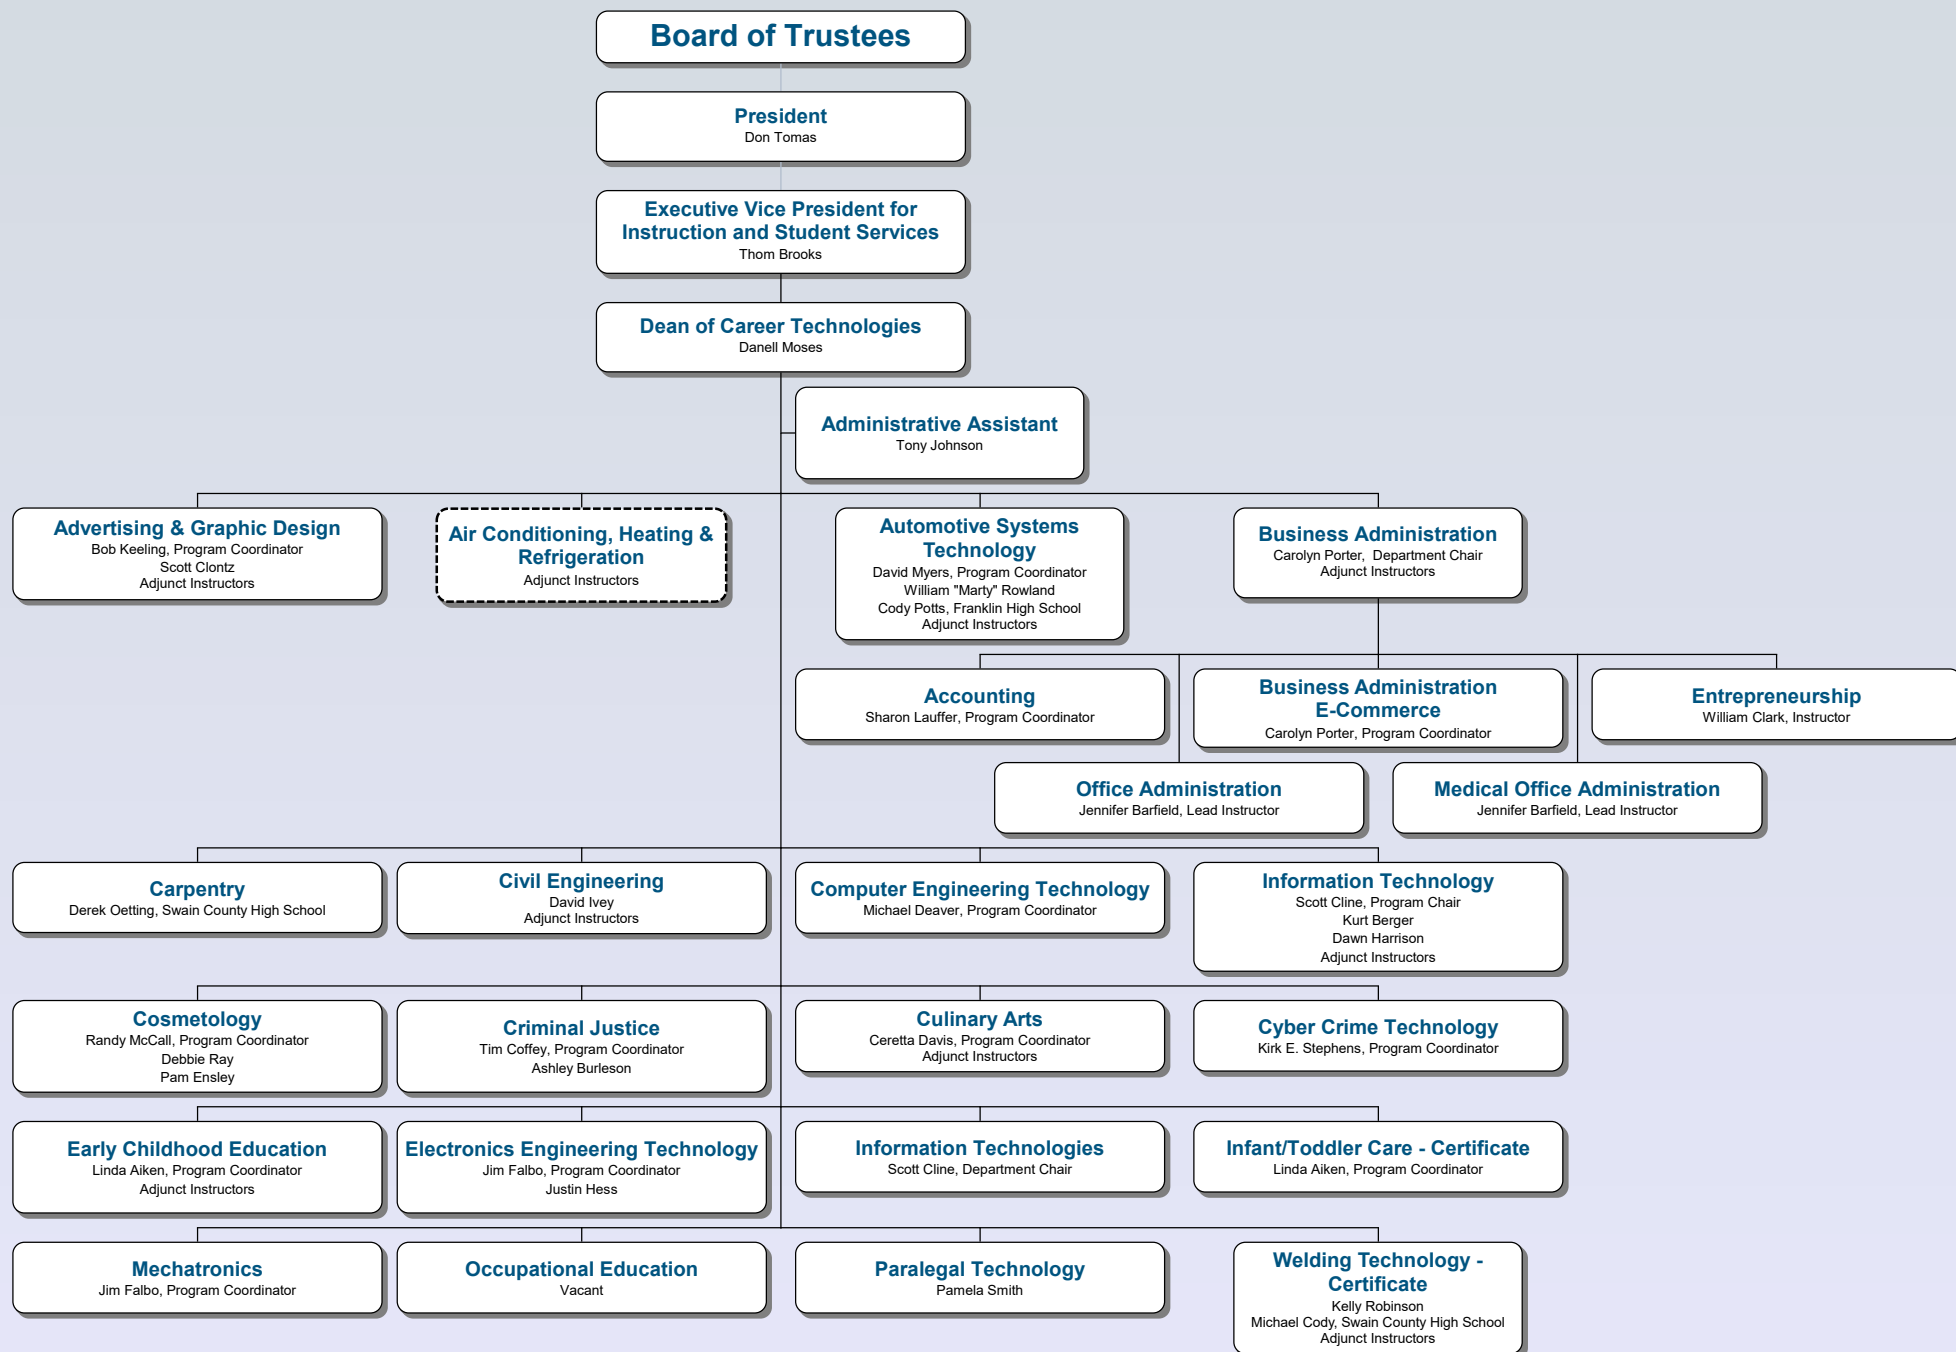 Board of Trustees
President
Don Tomas
Executive Vice President for
Instruction and Student Services
Thom Brooks
Dean of Career Technologies
Danell Moses
Administrative Assistant
Tony Johnson
Advertising & Graphic Design
Bob Keeling, Program Coordinator
Scott Clontz
Adjunct Instructors
Air Conditioning, Heating &
Refrigeration
Adjunct Instructors
Automotive Systems
Technology
David Myers, Program Coordinator
William "Marty" Rowland
Cody Potts, Franklin High School
Adjunct Instructors
Business Administration
Carolyn Porter, Department Chair
Adjunct Instructors
Accounting
Sharon Lauffer, Program Coordinator
Business Administration
E-Commerce
Carolyn Porter, Program Coordinator
Entrepreneurship
William Clark, Instructor
Office Administration
Jennifer Barfield, Lead Instructor
Medical Office Administration
Jennifer Barfield, Lead Instructor
Carpentry
Derek Oetting, Swain County High School
Civil Engineering
David Ivey
Adjunct Instructors
Computer Engineering Technology
Michael Deaver, Program Coordinator
Information Technology
Scott Cline, Program Chair
Kurt Berger
Dawn Harrison
Adjunct Instructors
Cosmetology
Randy McCall, Program Coordinator
Debbie Ray
Pam Ensley
Criminal Justice
Tim Coffey, Program Coordinator
Ashley Burleson
Culinary Arts
Ceretta Davis, Program Coordinator
Adjunct Instructors
Cyber Crime Technology
Kirk E. Stephens, Program Coordinator
Early Childhood Education
Linda Aiken, Program Coordinator
Adjunct Instructors
Electronics Engineering Technology
Jim Falbo, Program Coordinator
Justin Hess
Information Technologies
Scott Cline, Department Chair
Infant/Toddler Care - Certificate
Linda Aiken, Program Coordinator
Mechatronics
Jim Falbo, Program Coordinator
Occupational Education
Vacant
Paralegal Technology
Pamela Smith
Welding Technology -
Certificate
Kelly Robinson
Michael Cody, Swain County High School
Adjunct Instructors